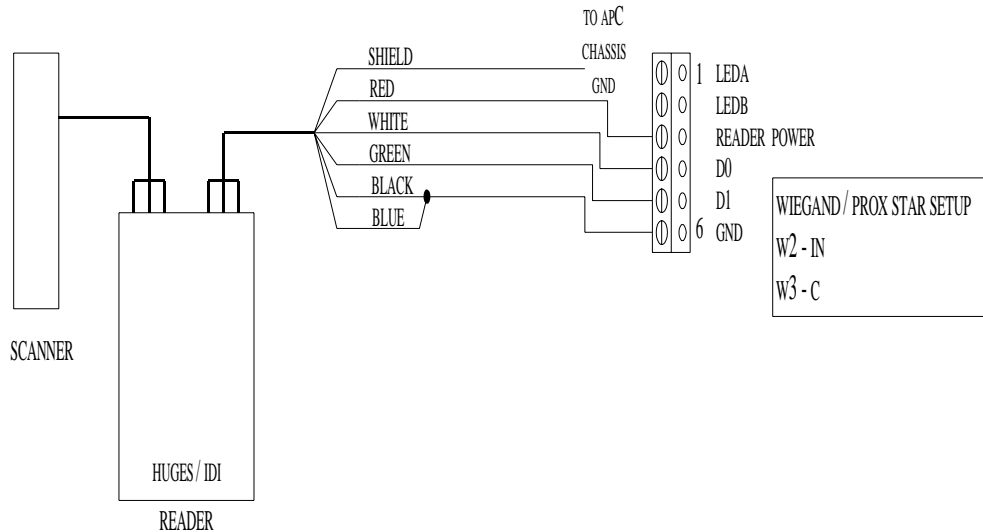 TO APC
CHASSIS
GND
SHIELD
RED
WHITE
GREEN
BLACK
BLUE
1 LEDA
LEDB
READER POWER
D0
D1
6 GND
WIEGAND / PROX STAR SETUP
W2 - IN
W3 - C
SCANNER
HUGES / IDI
READER